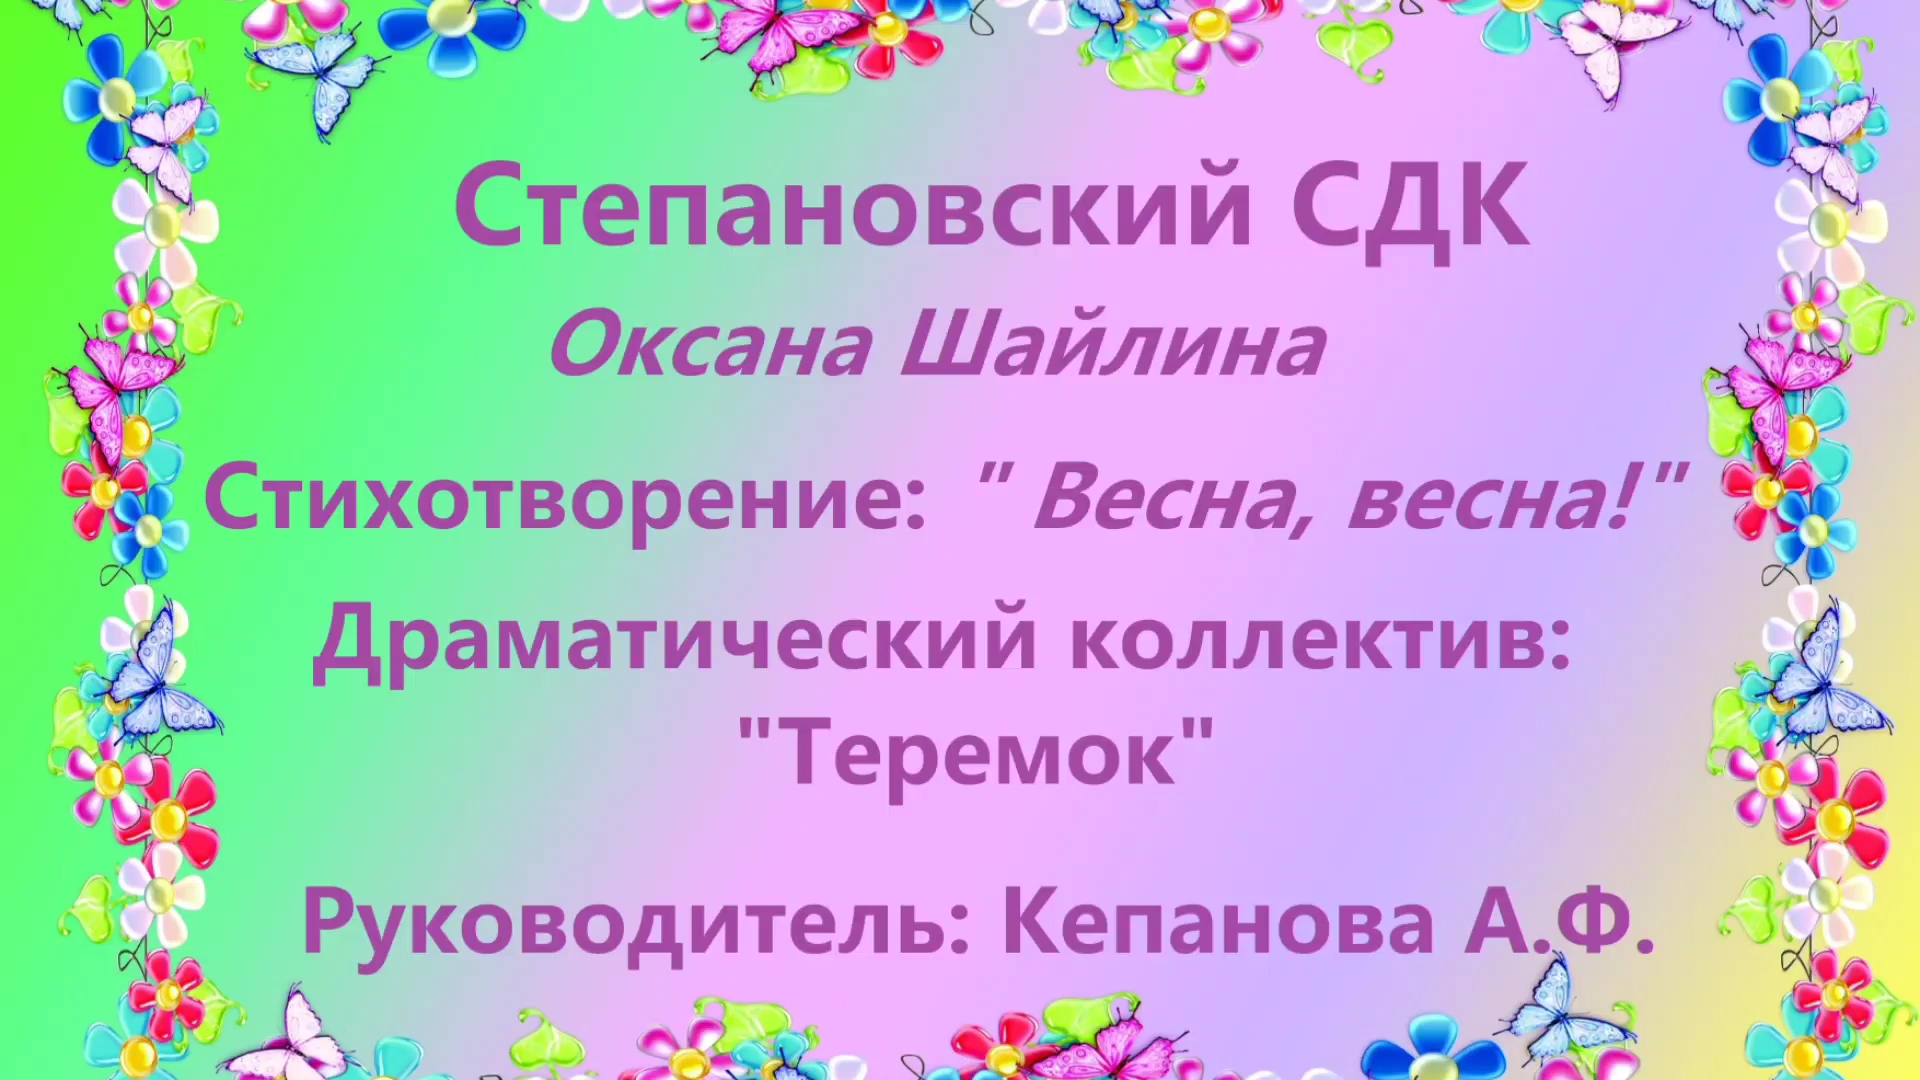 Степановский СДК
Оксана Шайлина
Стихотворение: " Весна, весна!"
Драматический коллектив:
"Теремок"
Руководитель: Кепанова А.Ф.